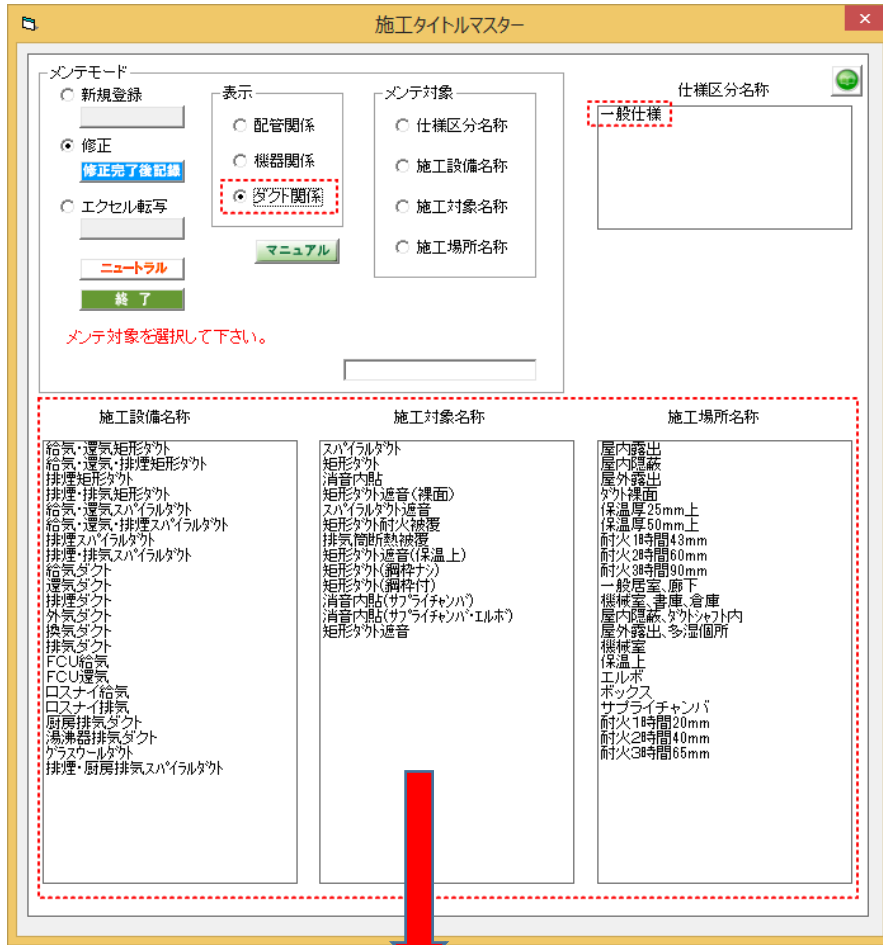 施工タイトルマスター
メンテモード
新規登録
修正
修正完了後記録
エクセル転写
ニュートラル
終 了
表示
配管関係
機器関係
ダクト関係
マニュアル
メンテ対象
仕様区分名称
施工設備名称
施工対象名称
施工場所名称
メンテ対象を選択して下さい。
仕様区分名称
一般仕様
施工設備名称
給気・還気矩形ダクト
給気・還気・排煙矩形ダクト
排煙矩形ダクト
排煙・排気矩形ダクト
給気・還気スパイラルダクト
給気・還気・排煙スパイラルダクト
排煙スパイラルダクト
排煙・排気スパイラルダクト
給気ダクト
還気ダクト
排煙ダクト
外気ダクト
換気ダクト
排気ダクト
FCU給気
FCU還気
ロスナイ給気
ロスナイ排気
厨房排気ダクト
湯沸器排気ダクト
グラスウールダクト
排煙・厨房排気スパイラルダクト
施工対象名称
スパイラルダクト
矩形ダクト
消音内貼
矩形ダクト遮音(裸面)
スパイラルダクト遮音
矩形ダクト耐火被覆
排気筒断熱被覆
矩形ダクト遮音(保温上)
矩形ダクト(鋼枠ナシ)
矩形ダクト(鋼枠付)
消音内貼(サプライチャンバ)
消音内貼(サプライチャンバ・エルボ)
矩形ダクト遮音
施工場所名称
屋内露出
屋内隠蔽
屋外露出
ダクト裸面
保温厚25mm上
保温厚50mm上
耐火1時間43mm
耐火2時間60mm
耐火3時間90mm
一般居室、廊下
機械室、書庫、倉庫
屋内隠蔽、ダクトシャフト内
屋外露出、多湿個所
機械室
保温上
エルボ
ボックス
サプライチャンバ
耐火1時間20mm
耐火2時間40mm
耐火3時間65mm